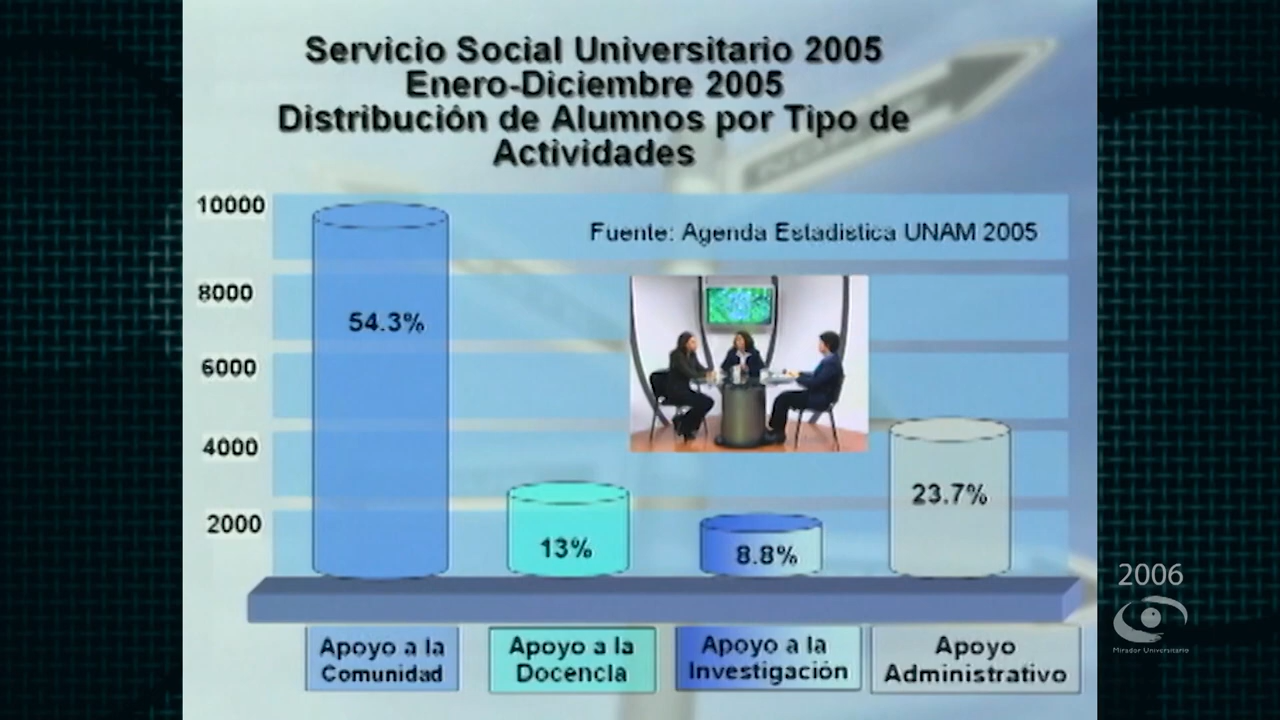 Servicio Social Universitario 2005
Enero-Diciembre 2005
Distribución de Alumnos por Tipo de
Actividades
10000
Fuente: Agenda Estadística UNAM 2005
8000
54.3%
6000
4000
23.7%
2000
13%
8.8%
2006
Mirador Universitario
Apoyo a la
Comunidad
Apoyo a la
Docencia
Apoyo a la
Investigación
Apoyo
Administrativo